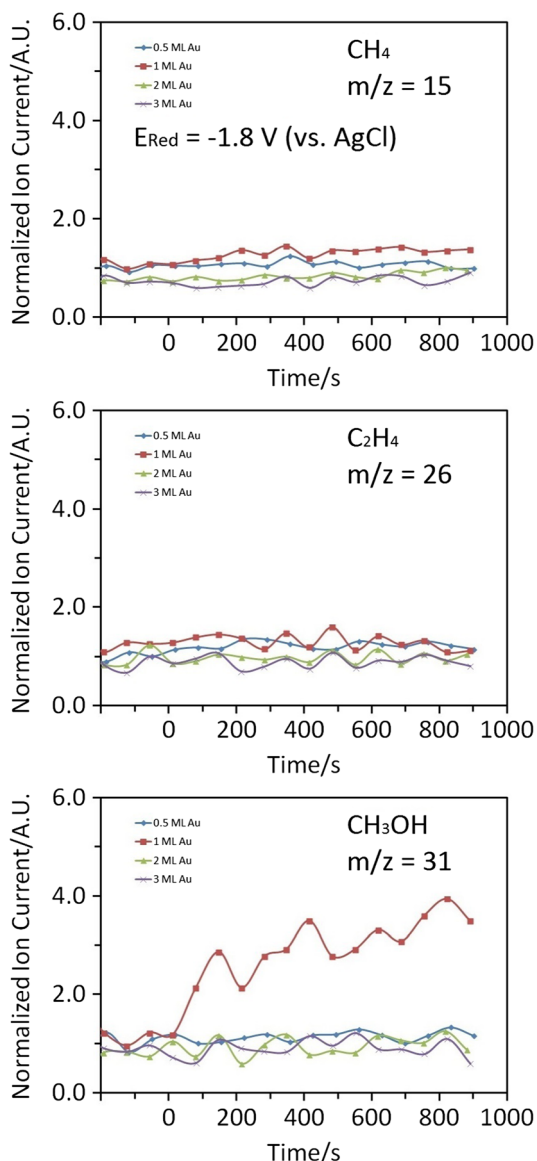 Normalized Ion Current/A.U.
6.0
4.0
2.0
0.0
0.5 ML Au
1 ML Au
2 ML Au
3 ML Au
CH4
m/z = 15
ERed = -1.8 V (vs. AgCl)
0 200 400 600 800 1000
Time/s
Normalized Ion Current/A.U.
6.0
4.0
2.0
0.0
0.5 ML Au
1 ML Au
2 ML Au
3 ML Au
C2H4
m/z = 26
0 200 400 600 800 1000
Time/s
Normalized Ion Current/A.U.
6.0
4.0
2.0
0.0
0.5 ML Au
1 ML Au
2 ML Au
3 ML Au
CH3OH
m/z = 31
0 200 400 600 800 1000
Time/s